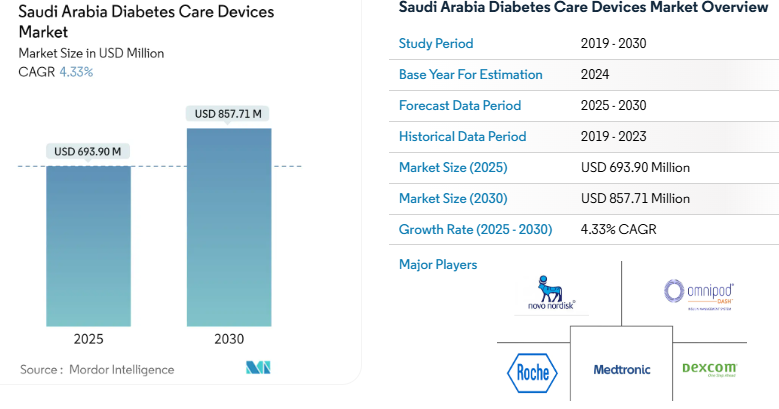 Saudi Arabia Diabetes Care Devices
Market
Market Size in USD Million
CAGR 4.33%
USD 857.71 M
USD 693.90 M
2025
2030
Source : Mordor Intelligence
Saudi Arabia Diabetes Care Devices Market Overview
Study Period 2019 - 2030
Base Year For Estimation 2024
Forecast Data Period 2025 - 2030
Historical Data Period 2019 - 2023
Market Size (2025) USD 693.90 Million
Market Size (2030) USD 857.71 Million
Growth Rate (2025 - 2030) 4.33% CAGR
Major Players
novo nordisk®
omnipod®
DASH™
Roche
Medtronic
DEXCOM